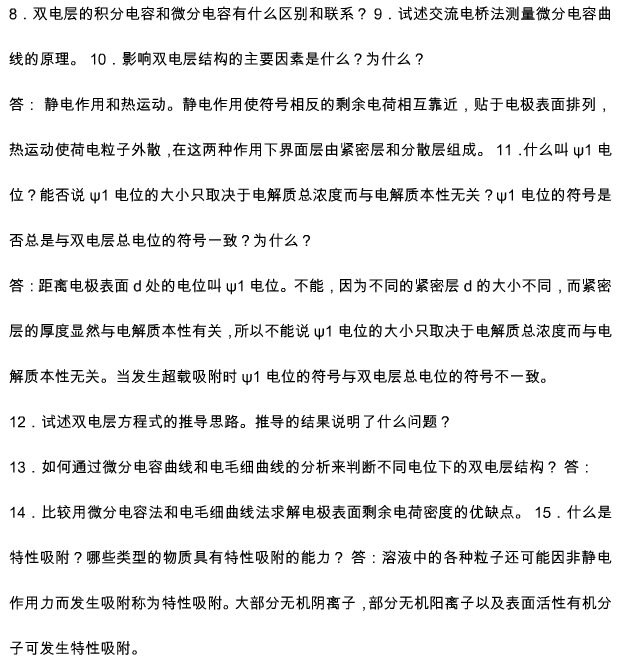 8．双电层的积分电容和微分电容有什么区别和联系？9．试述交流电桥法测量微分电容曲
线的原理。 10．影响双电层结构的主要因素是什么？为什么？
答： 静电作用和热运动。静电作用使符号相反的剩余电荷相互靠近，贴于电极表面排列，
热运动使荷电粒子外散，在这两种作用下界面层由紧密层和分散层组成。 11．什么叫 ψ1 电
位？能否说 ψ1 电位的大小只取决于电解质总浓度而与电解质本性无关？ψ1 电位的符号是
否总是与双电层总电位的符号一致？为什么？
答：距离电极表面 d 处的电位叫 ψ1 电位。不能，因为不同的紧密层 d 的大小不同，而紧密
层的厚度显然与电解质本性有关，所以不能说 ψ1 电位的大小只取决于电解质总浓度而与电
解质本性无关。当发生超载吸附时 ψ1 电位的符号与双电层总电位的符号不一致。
12．试述双电层方程式的推导思路。推导的结果说明了什么问题？
13．如何通过微分电容曲线和电毛细曲线的分析来判断不同电位下的双电层结构？ 答：
14．比较用微分电容法和电毛细曲线法求解电极表面剩余电荷密度的优缺点。 15．什么是
特性吸附？哪些类型的物质具有特性吸附的能力？ 答：溶液中的各种粒子还可能因非静电
作用力而发生吸附称为特性吸附。大部分无机阴离子，部分无机阳离子以及表面活性有机分
子可发生特性吸附。